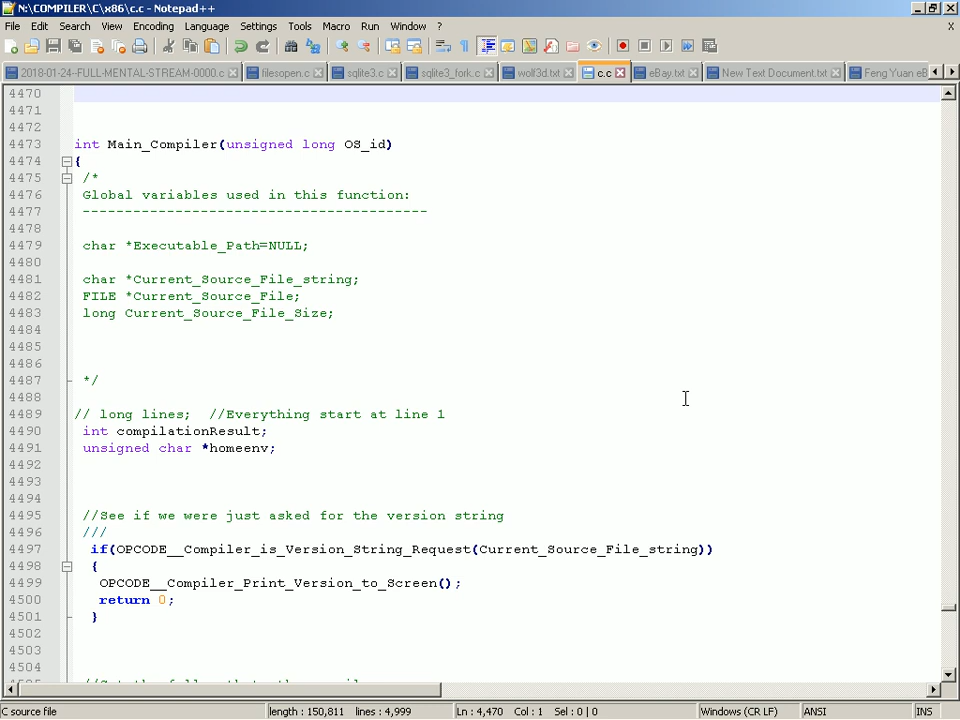 N:\COMPILER\C\x86\c.c - Notepad++
File Edit Search View Encoding Language Settings Tools Macro Run Window ? X
2018-01-24-FULL-MENTAL-STREAM-0000.c filesopen.c sqlite3.c sqlite3_fork.c wolf3d.txt c.c eBay.txt New Text Document.txt Feng Yuan eB
4470
4471
4472
4473 int Main_Compiler(unsigned long OS_id)
4474 {
4475 /*
4476 Global variables used in this function:
4477 -----------------------------------------
4478
4479 char *Executable_Path=NULL;
4480
4481 char *Current_Source_File_string;
4482 FILE *Current_Source_File;
4483 long Current_Source_File_Size;
4484
4485
4486
4487 */
4488
4489 // long lines;  //Everything start at line 1
4490 int compilationResult;
4491 unsigned char *homeenv;
4492
4493
4494
4495 //See if we were just asked for the version string
4496 ///
4497 if(OPCODE__Compiler_is_Version_String_Request(Current_Source_File_string))
4498 {
4499 OPCODE__Compiler_Print_Version_to_Screen();
4500 return 0;
4501 }
4502
4503
4504
C source file length : 150,811 lines : 4,999 Ln : 4,470 Col : 1 Sel : 0 | 0 Windows (CR LF) ANSI INS